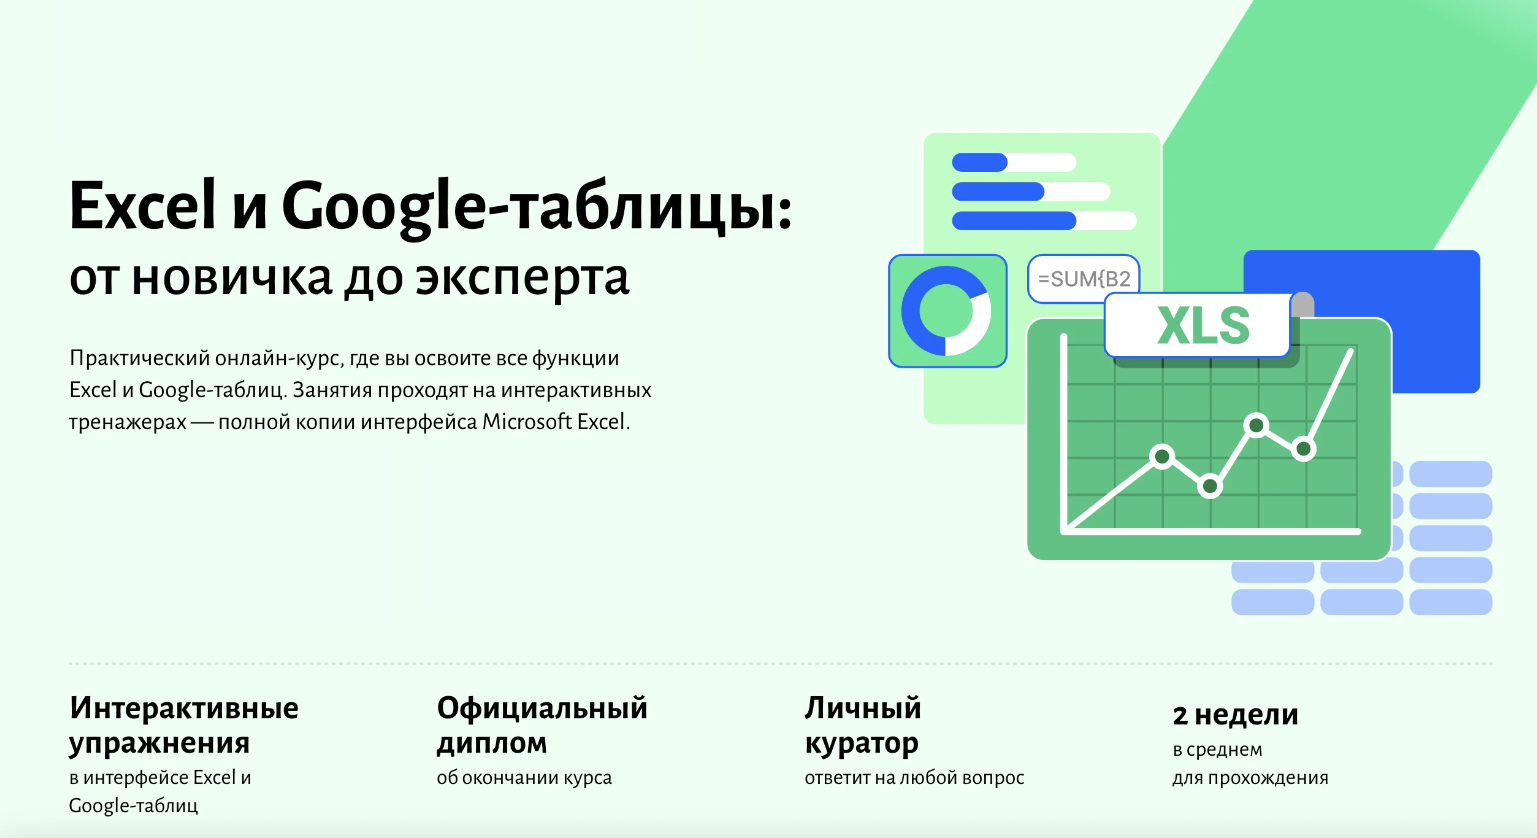 Excel и Google-таблицы:
от новичка до эксперта
Практический онлайн-курс, где вы освоите все функции
Excel и Google-таблиц. Занятия проходят на интерактивных
тренажерах — полной копии интерфейса Microsoft Excel.
=SUM{B2
XLS
Интерактивные
упражнения
в интерфейсе Excel и
Google-таблиц
Официальный
диплом
об окончании курса
Личный
куратор
ответит на любой вопрос
2 недели
в среднем
для прохождения